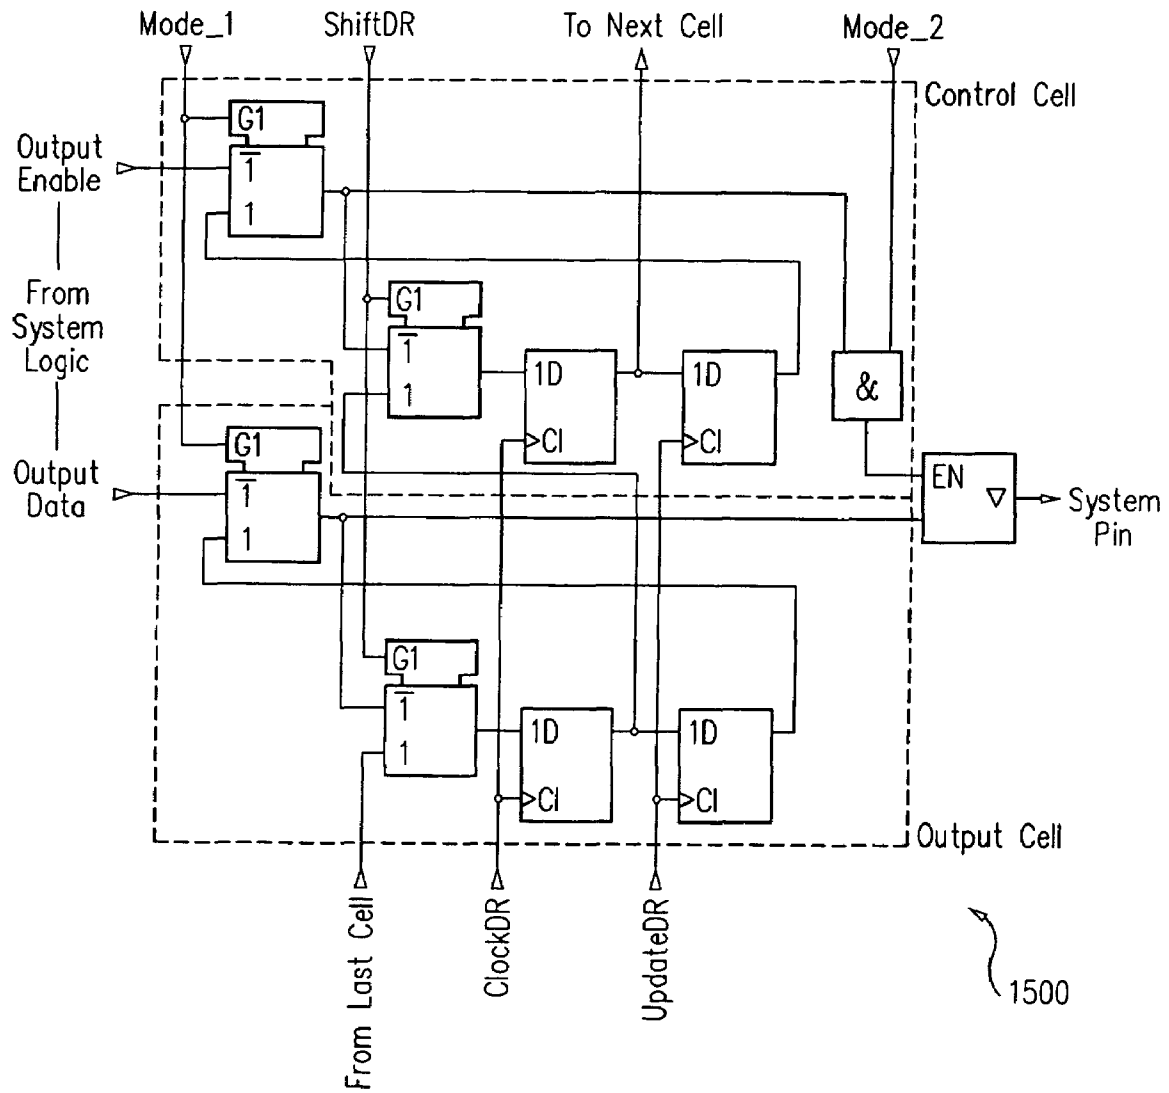 Mode_1
ShiftDR
To Next Cell
Mode_2
Control Cell
G1
Output
Enable
1
1
From
System
Logic
G1
1
1
1D
CI
1D
CI
&
G1
Output
Data
1
1
EN
System
Pin
G1
1
1
1D
CI
1D
CI
Output Cell
From Last Cell
ClockDR
UpdateDR
1500